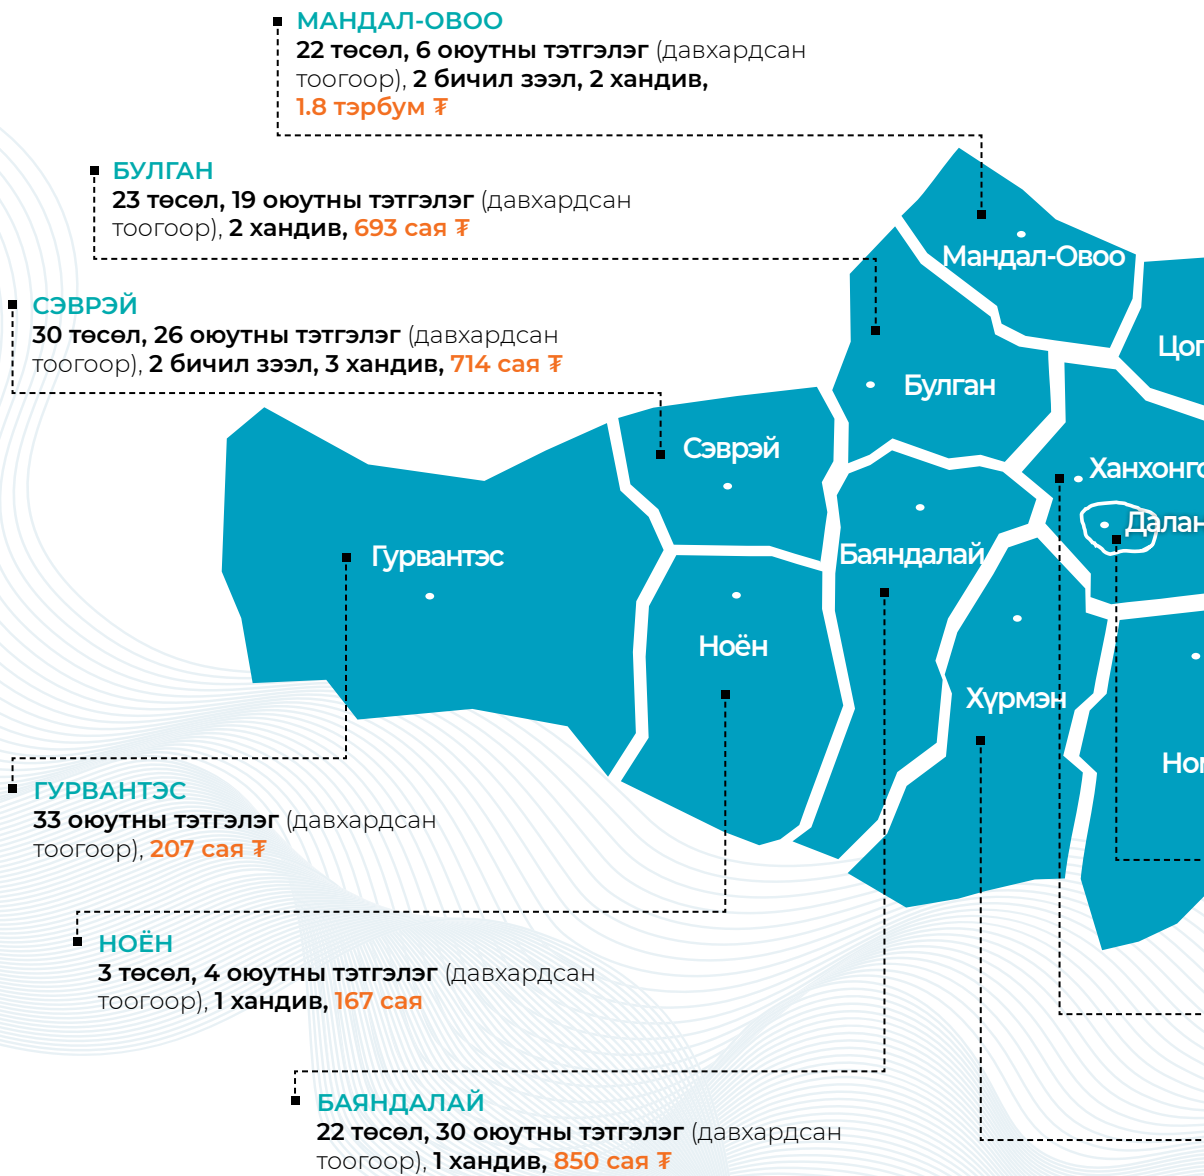 МАНДАЛ-ОВОО
22 төсөл, 6 оюутны тэтгэлэг (давхардсан
тоогоор), 2 бичил зээл, 2 хандив,
1.8 тэрбум ₮
БУЛГАН
23 төсөл, 19 оюутны тэтгэлэг (давхардсан
тоогоор), 2 хандив, 693 сая ₮
СЭВРЭЙ
30 төсөл, 26 оюутны тэтгэлэг (давхардсан
тоогоор), 2 бичил зээл, 3 хандив, 714 сая ₮
Мандал-Овоо
Цог
Булган
Сэврэй
Ханхонго
Далан
Гурвантэс
Баяндалай
Ноён
Хүрмэн
Ном
ГУРВАНТЭС
33 оюутны тэтгэлэг (давхардсан
тоогоор), 207 сая ₮
НОЁН
3 төсөл, 4 оюутны тэтгэлэг (давхардсан
тоогоор), 1 хандив, 167 сая
БАЯНДАЛАЙ
22 төсөл, 30 оюутны тэтгэлэг (давхардсан
тоогоор), 1 хандив, 850 сая ₮